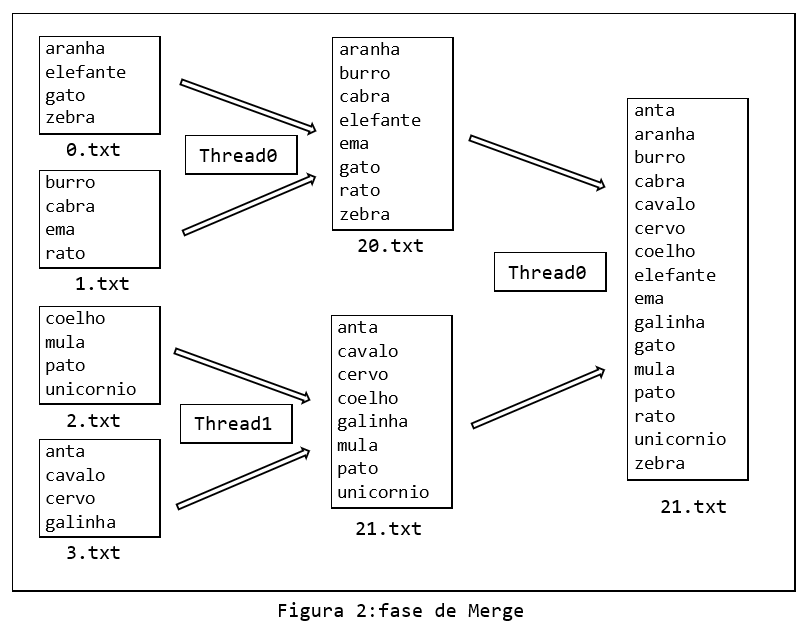 aranha
elefante
gato
zebra
0.txt
burro
cabra
ema
rato
1.txt
coelho
mula
pato
unicornio
2.txt
anta
cavalo
cervo
galinha
3.txt
Thread0
Thread1
aranha
burro
cabra
elefante
ema
gato
rato
zebra
20.txt
anta
cavalo
cervo
coelho
galinha
mula
pato
unicornio
21.txt
Thread0
anta
aranha
burro
cabra
cavalo
cervo
coelho
elefante
ema
galinha
gato
mula
pato
rato
unicornio
zebra
21.txt
Figura 2:fase de Merge